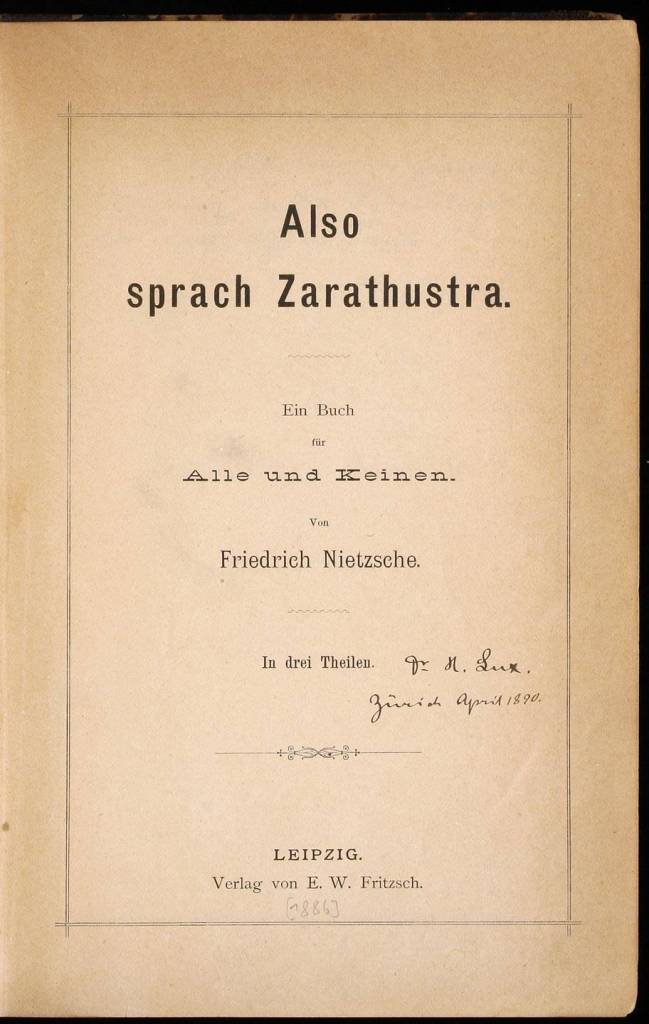 Also
sprach Zarathustra.
Ein Buch
für
Alle und Keinen.
Von
Friedrich Nietzsche.
In drei Theilen.
Dr H. Lux.
Zürich April 1890.
LEIPZIG.
Verlag von E. W. Fritzsch.
[1886]